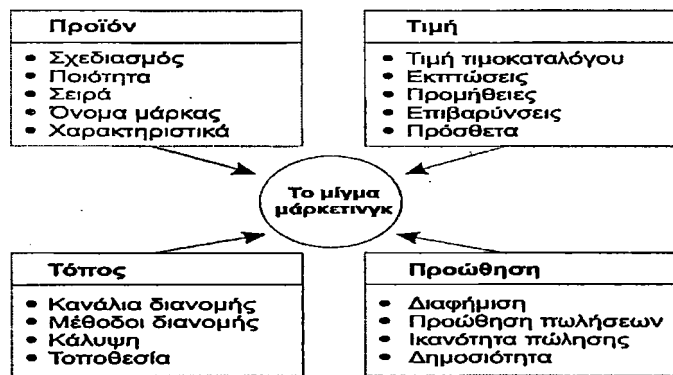 Προϊόν
• Σχεδιασμός
• Ποιότητα
• Σειρά
• Όνομα μάρκας
• Χαρακτηριστικά
Τιμή
• Τιμή τιμοκαταλόγου
• Εκπτώσεις
• Προμήθειες
• Επιβαρύνσεις
• Πρόσθετα
Το μίγμα
μάρκετινγκ
Τόπος
• Κανάλια διανομής
• Μέθοδοι διανομής
• Κάλυψη
• Τοποθεσία
Προώθηση
• Διαφήμιση
• Προώθηση πωλήσεων
• Ικανότητα πώλησης
• Δημοσιότητα